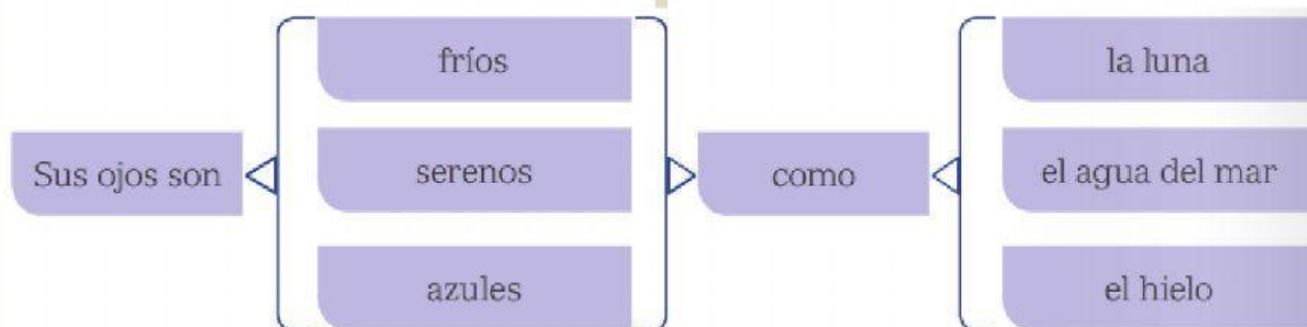 Sus ojos son
fríos
serenos
azules
como
la luna
el agua del mar
el hielo